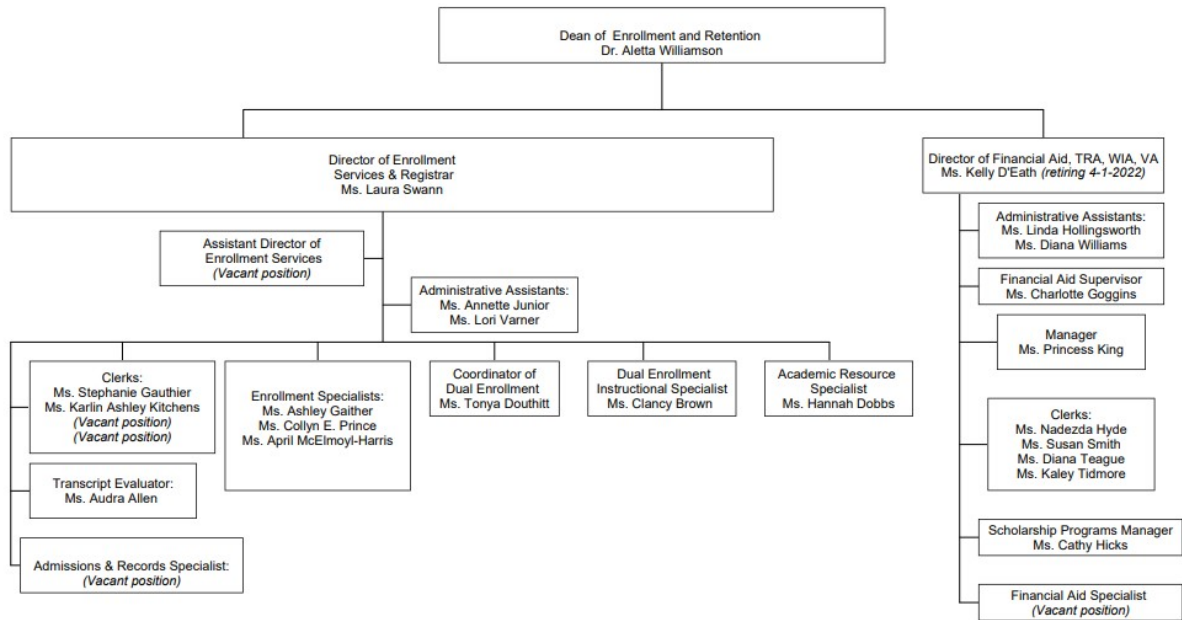 Dean of Enrollment and Retention
Dr. Aletta Williamson
Director of Enrollment
Services & Registrar
Ms. Laura Swann
Director of Financial Aid, TRA, WIA, VA
Ms. Kelly D'Eath (retiring 4-1-2022)
Assistant Director of
Enrollment Services
(Vacant position)
Administrative Assistants:
Ms. Annette Junior
Ms. Lori Varner
Clerks:
Ms. Stephanie Gauthier
Ms. Karlin Ashley Kitchens
(Vacant position)
(Vacant position)
Enrollment Specialists:
Ms. Ashley Gaither
Ms. Collyn E. Prince
Ms. April McElmoyl-Harris
Coordinator of
Dual Enrollment
Ms. Tonya Douthitt
Dual Enrollment
Instructional Specialist
Ms. Clancy Brown
Academic Resource
Specialist
Ms. Hannah Dobbs
Transcript Evaluator:
Ms. Audra Allen
Admissions & Records Specialist:
(Vacant position)
Administrative Assistants:
Ms. Linda Hollingsworth
Ms. Diana Williams
Financial Aid Supervisor
Ms. Charlotte Goggins
Manager
Ms. Princess King
Clerks:
Ms. Nadezda Hyde
Ms. Susan Smith
Ms. Diana Teague
Ms. Kaley Tidmore
Scholarship Programs Manager
Ms. Cathy Hicks
Financial Aid Specialist
(Vacant position)